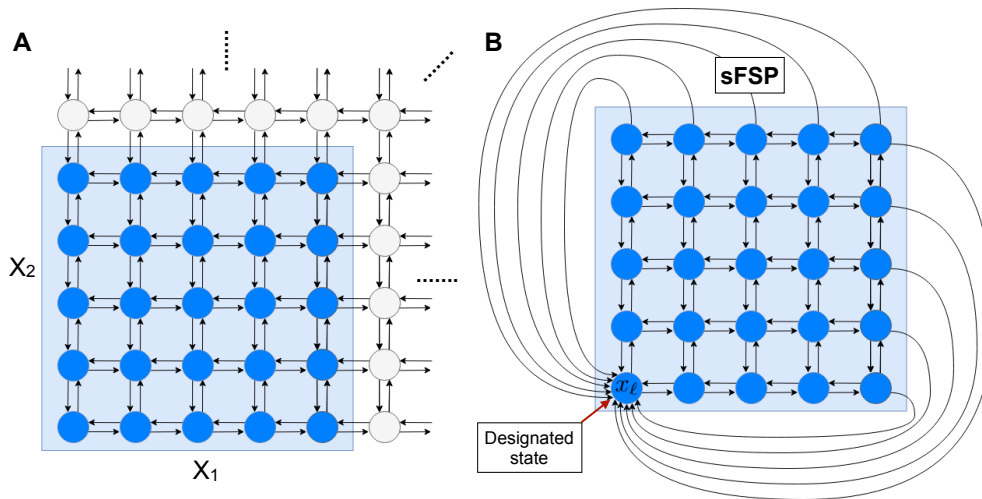 A
X₂
X₁
B
sFSP
xℓ
Designated
state